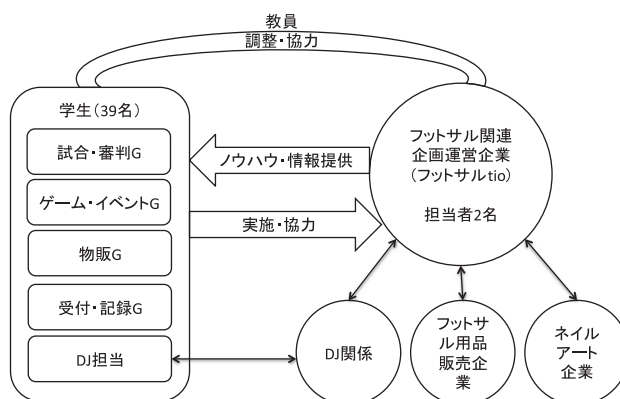 教員
調整・協力
学生(39名)
試合・審判G
ゲーム・イベントG
物販G
受付・記録G
DJ担当
ノウハウ・情報提供
実施・協力
フットサル関連
企画運営企業
(フットサルtio)
担当者2名
DJ関係
フットサ
ル用品
販売企
業
ネイル
アート
企業